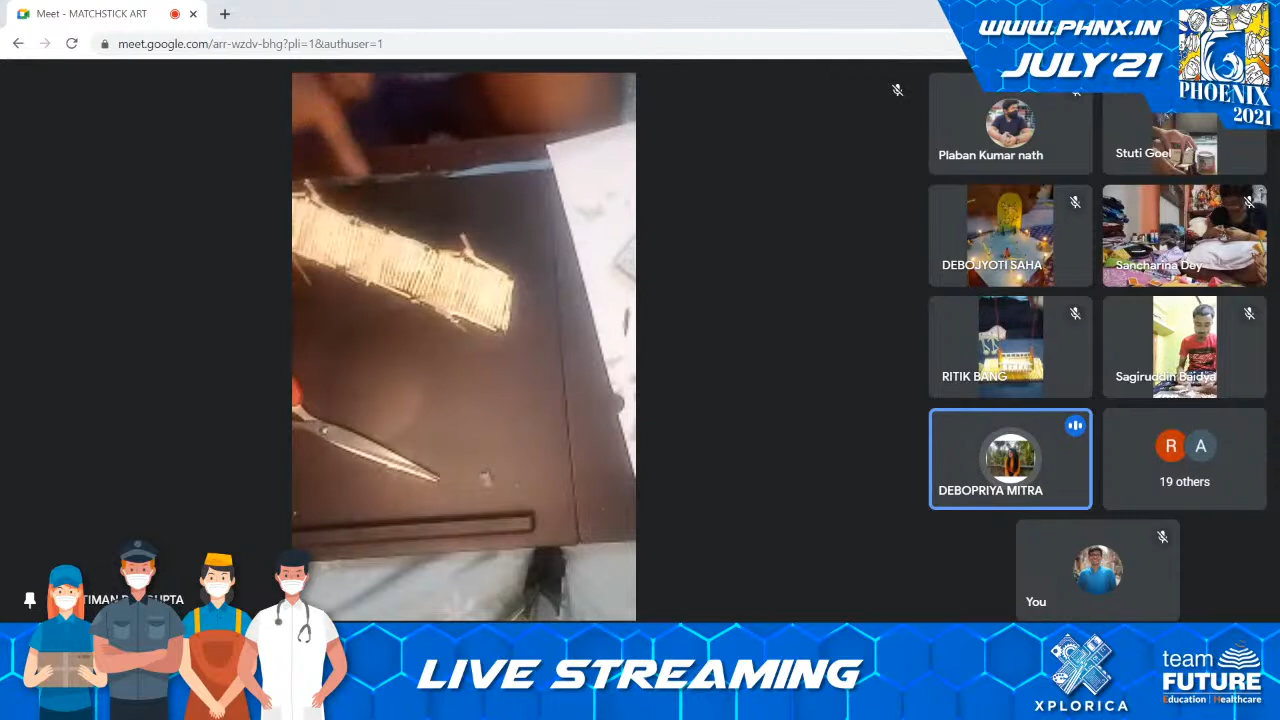 Meet - MATCHSTICK ART
meet.google.com/arr-wzdv-bhg?pli=1&authuser=1
WWW.PHNX.IN
JULY'21
PHOENIX
2021
Plaban Kumar nath
Stuti Goel
DEBOJYOTI SAHA
Sancharina Dey
RITIK BANG
Sagiruddin Baidya
DEBOPRIYA MITRA
R
A
19 others
You
LIVE STREAMING
XPLORICA
team
FUTURE
Education | Healthcare